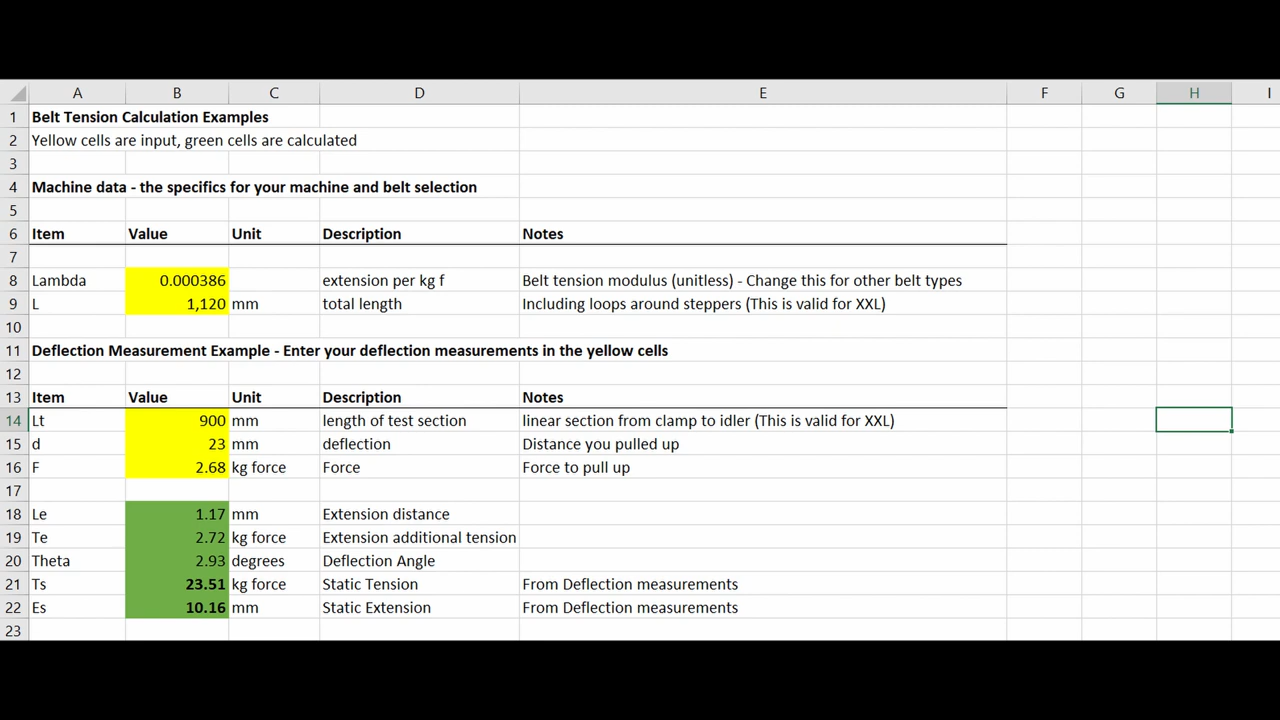 A B C D E F G H I
1 Belt Tension Calculation Examples
2 Yellow cells are input, green cells are calculated
3
4 Machine data - the specifics for your machine and belt selection
5
6 Item Value Unit Description Notes
7
8 Lambda 0.000386 extension per kg f Belt tension modulus (unitless) - Change this for other belt types
9 L 1,120 mm total length Including loops around steppers (This is valid for XXL)
10
11 Deflection Measurement Example - Enter your deflection measurements in the yellow cells
12
13 Item Value Unit Description Notes
14 Lt 900 mm length of test section linear section from clamp to idler (This is valid for XXL)
15 d 23 mm deflection Distance you pulled up
16 F 2.68 kg force Force Force to pull up
17
18 Le 1.17 mm Extension distance
19 Te 2.72 kg force Extension additional tension
20 Theta 2.93 degrees Deflection Angle
21 Ts 23.51 kg force Static Tension From Deflection measurements
22 Es 10.16 mm Static Extension From Deflection measurements
23